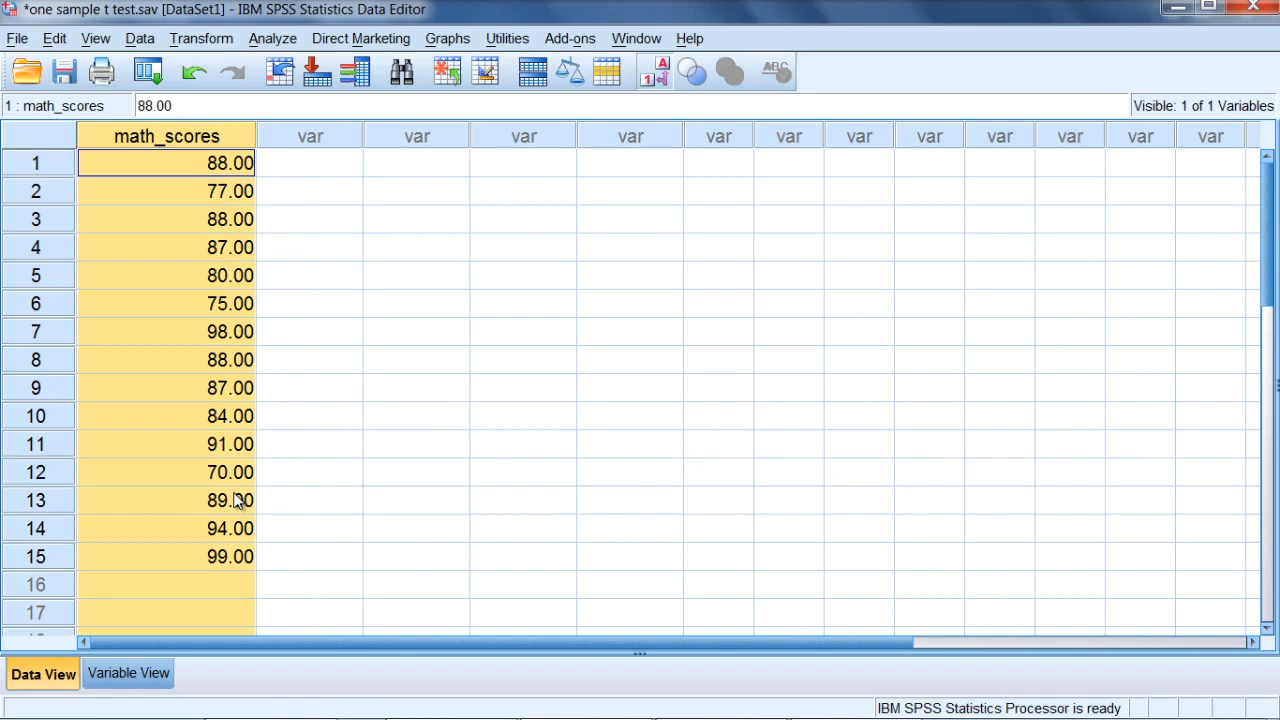 *one sample t test.sav [DataSet1] - IBM SPSS Statistics Data Editor
File Edit View Data Transform Analyze Direct Marketing Graphs Utilities Add-ons Window Help
A
1 ABC
1 : math_scores 88.00 Visible: 1 of 1 Variables
math_scores var var var var var var var var var var var
1 88.00
2 77.00
3 88.00
4 87.00
5 80.00
6 75.00
7 98.00
8 88.00
9 87.00
10 84.00
11 91.00
12 70.00
13 89.00
14 94.00
15 99.00
16
17
Data View Variable View
IBM SPSS Statistics Processor is ready